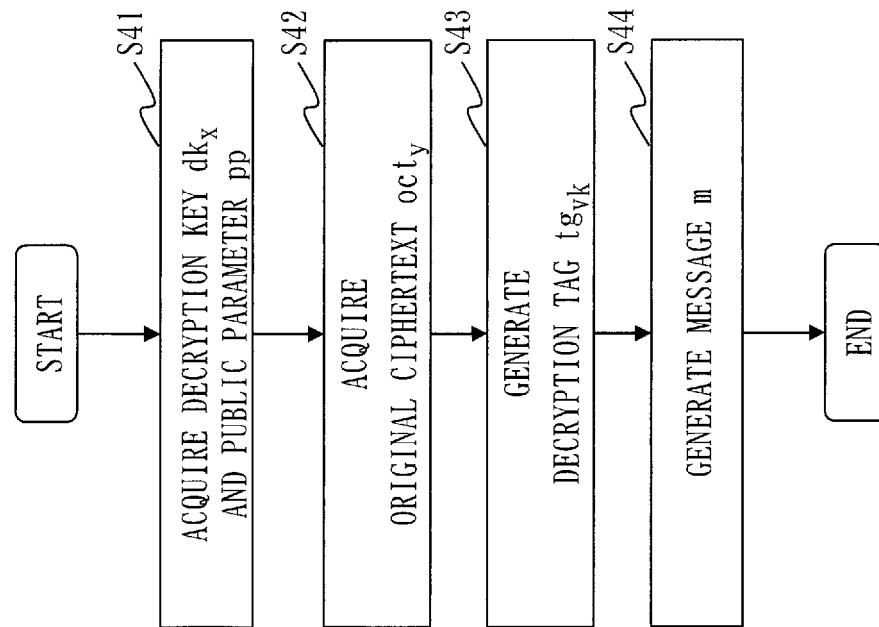 START
S41
ACQUIRE DECRYPTION KEY dkx
AND PUBLIC PARAMETER pp
S42
ACQUIRE
ORIGINAL CIPHERTEXT octy
S43
GENERATE
DECRYPTION TAG tgvk
S44
GENERATE MESSAGE m
END